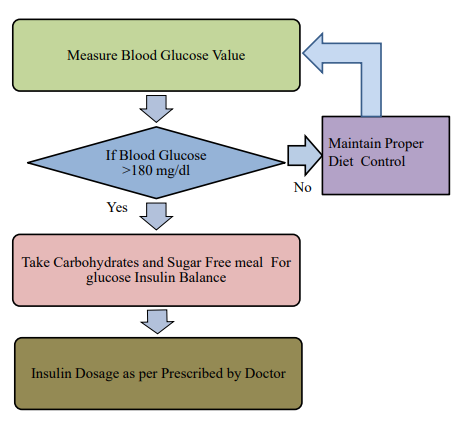 Measure Blood Glucose Value
If Blood Glucose
>180 mg/dl
Maintain Proper
Diet Control
No
Yes
Take Carbohydrates and Sugar Free meal For
glucose Insulin Balance
Insulin Dosage as per Prescribed by Doctor